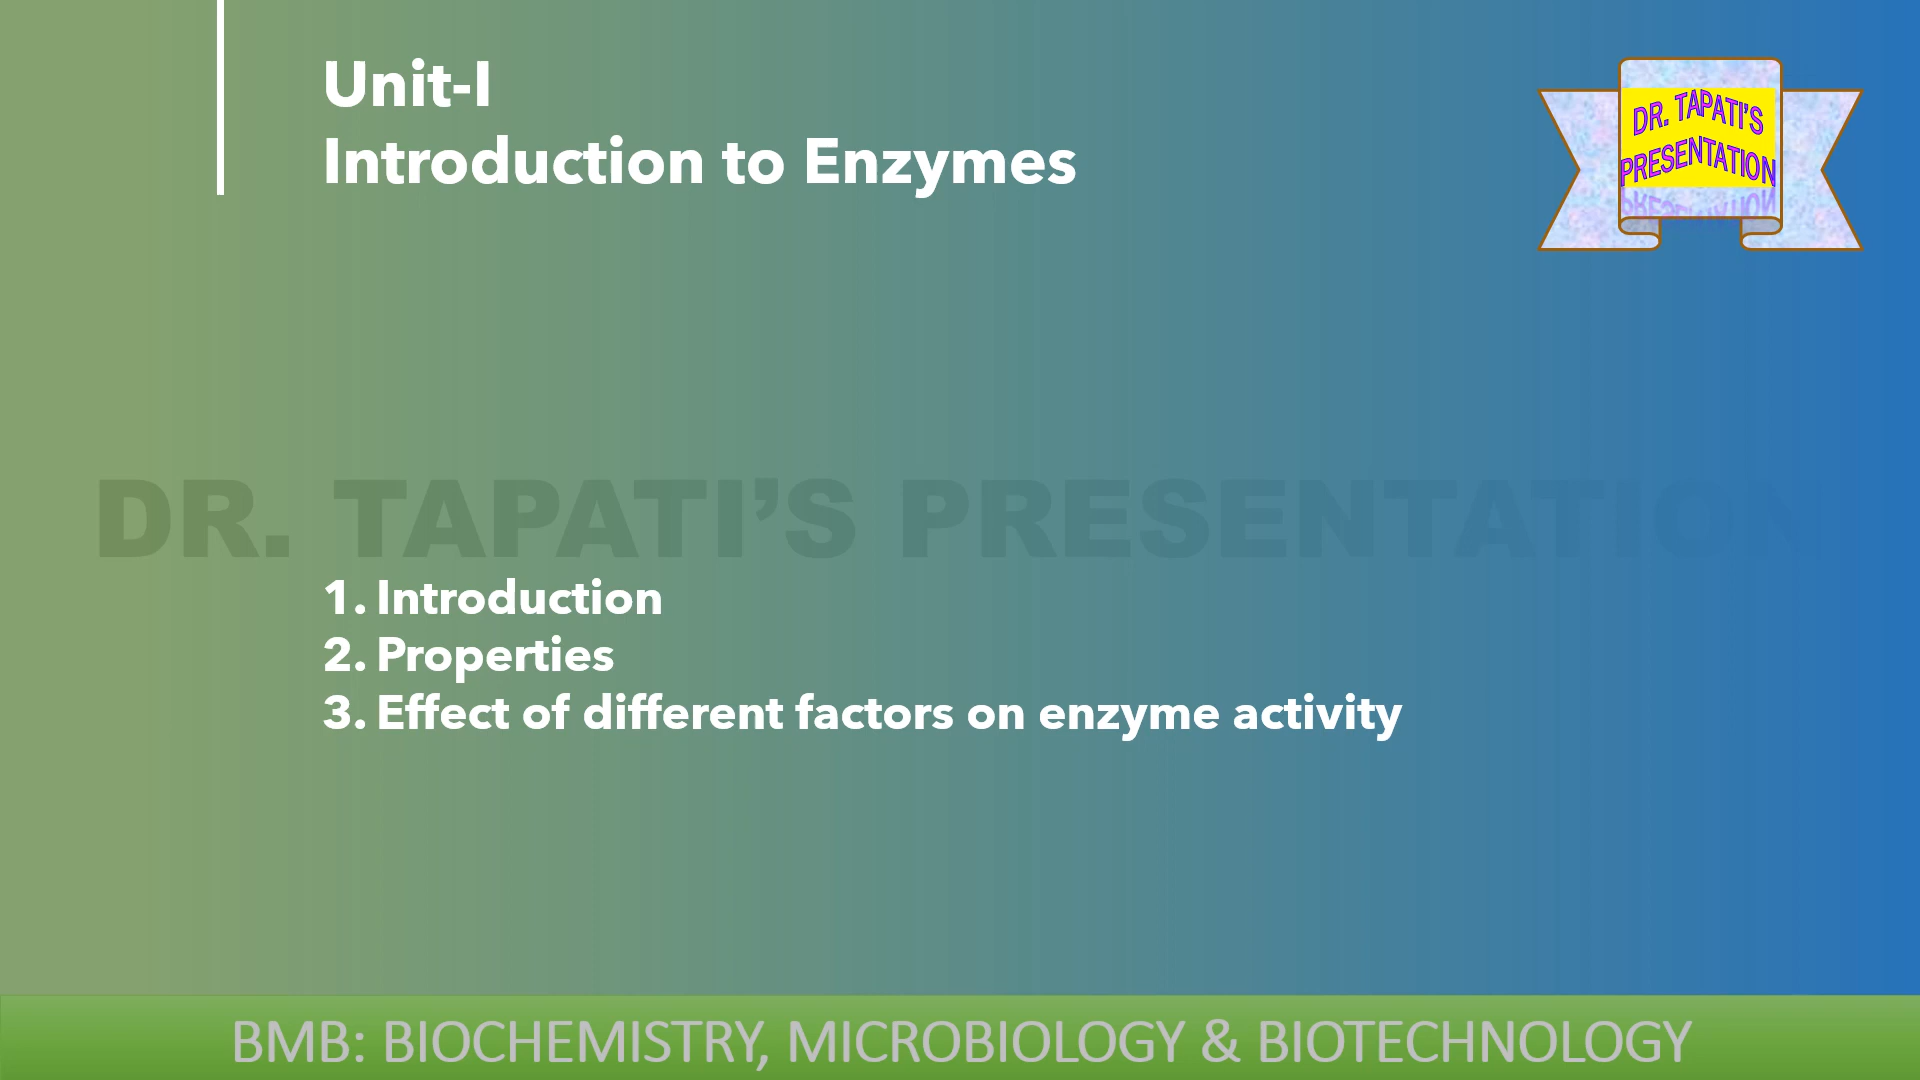 Unit-I
Introduction to Enzymes
DR. TAPATI'S
PRESENTATION
DR. TAPATI’S PRESENTATION
1. Introduction
2. Properties
3. Effect of different factors on enzyme activity
BMB: BIOCHEMISTRY, MICROBIOLOGY & BIOTECHNOLOGY